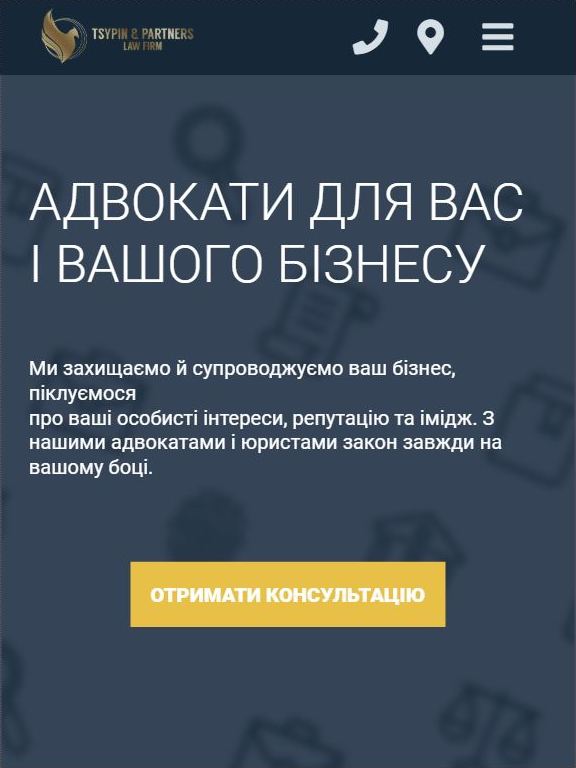 TSYPIN & PARTNERS
LAW FIRM
АДВОКАТИ ДЛЯ ВАС
І ВАШОГО БІЗНЕСУ
Ми захищаємо й супроводжуємо ваш бізнес,
піклуємося
про ваші особисті інтереси, репутацію та імідж. З
нашими адвокатами і юристами закон завжди на
вашому боці.
ОТРИМАТИ КОНСУЛЬТАЦІЮ